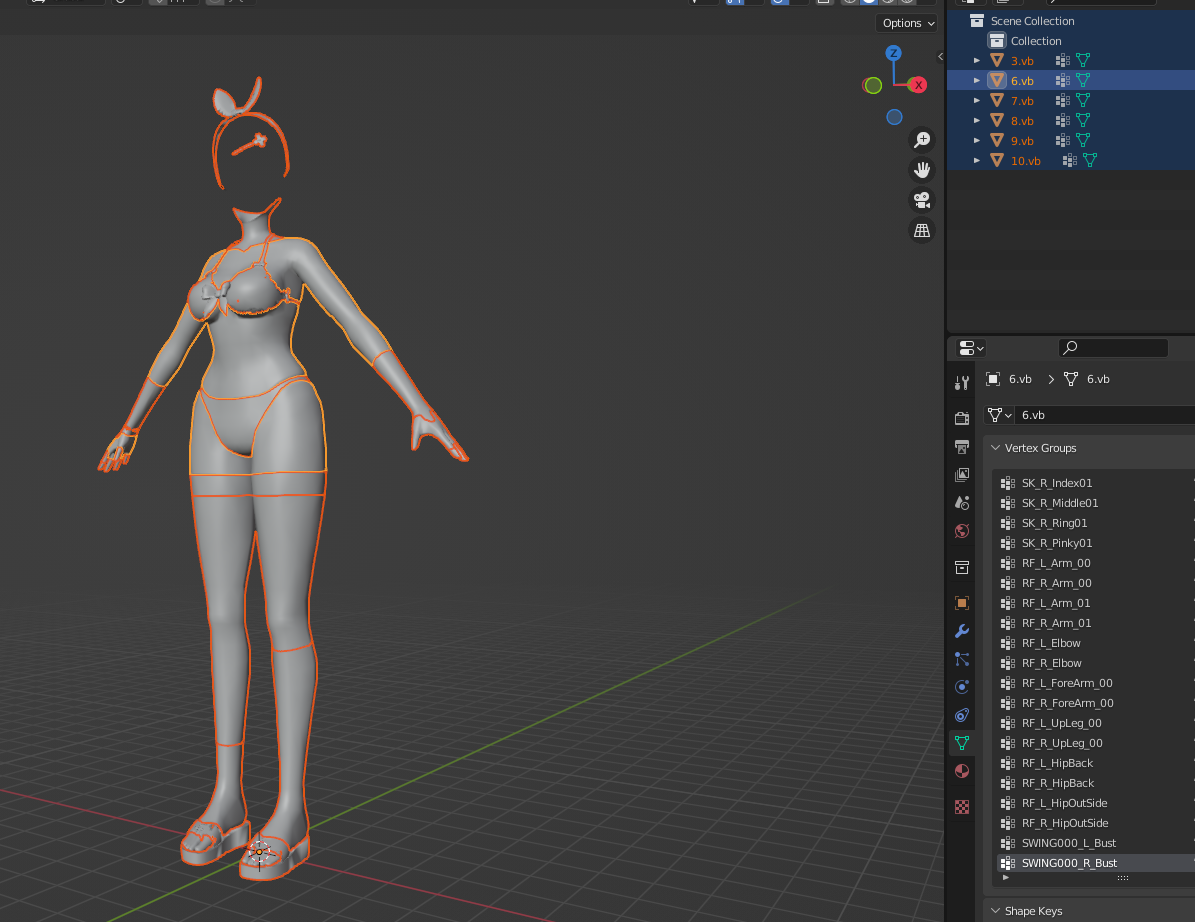 Options
Z
X
Scene Collection
Collection
3.vb
6.vb
7.vb
8.vb
9.vb
10.vb
6.vb
6.vb
6.vb
Vertex Groups
SK_R_Index01
SK_R_Middle01
SK_R_Ring01
SK_R_Pinky01
RF_L_Arm_00
RF_R_Arm_00
RF_L_Arm_01
RF_R_Arm_01
RF_L_Elbow
RF_R_Elbow
RF_L_ForeArm_00
RF_R_ForeArm_00
RF_L_UpLeg_00
RF_R_UpLeg_00
RF_L_HipBack
RF_R_HipBack
RF_L_HipOutSide
RF_R_HipOutSide
SWING000_L_Bust
SWING000_R_Bust
Shape Keys